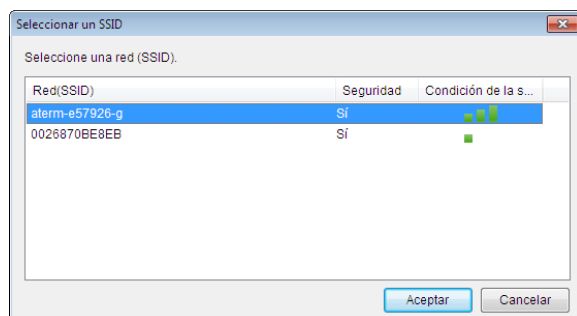 Seleccionar un SSID
Seleccione una red (SSID).
Red(SSID) Seguridad Condición de la s...
aterm-e57926-g Sí
0026870BE8EB Sí
Aceptar Cancelar